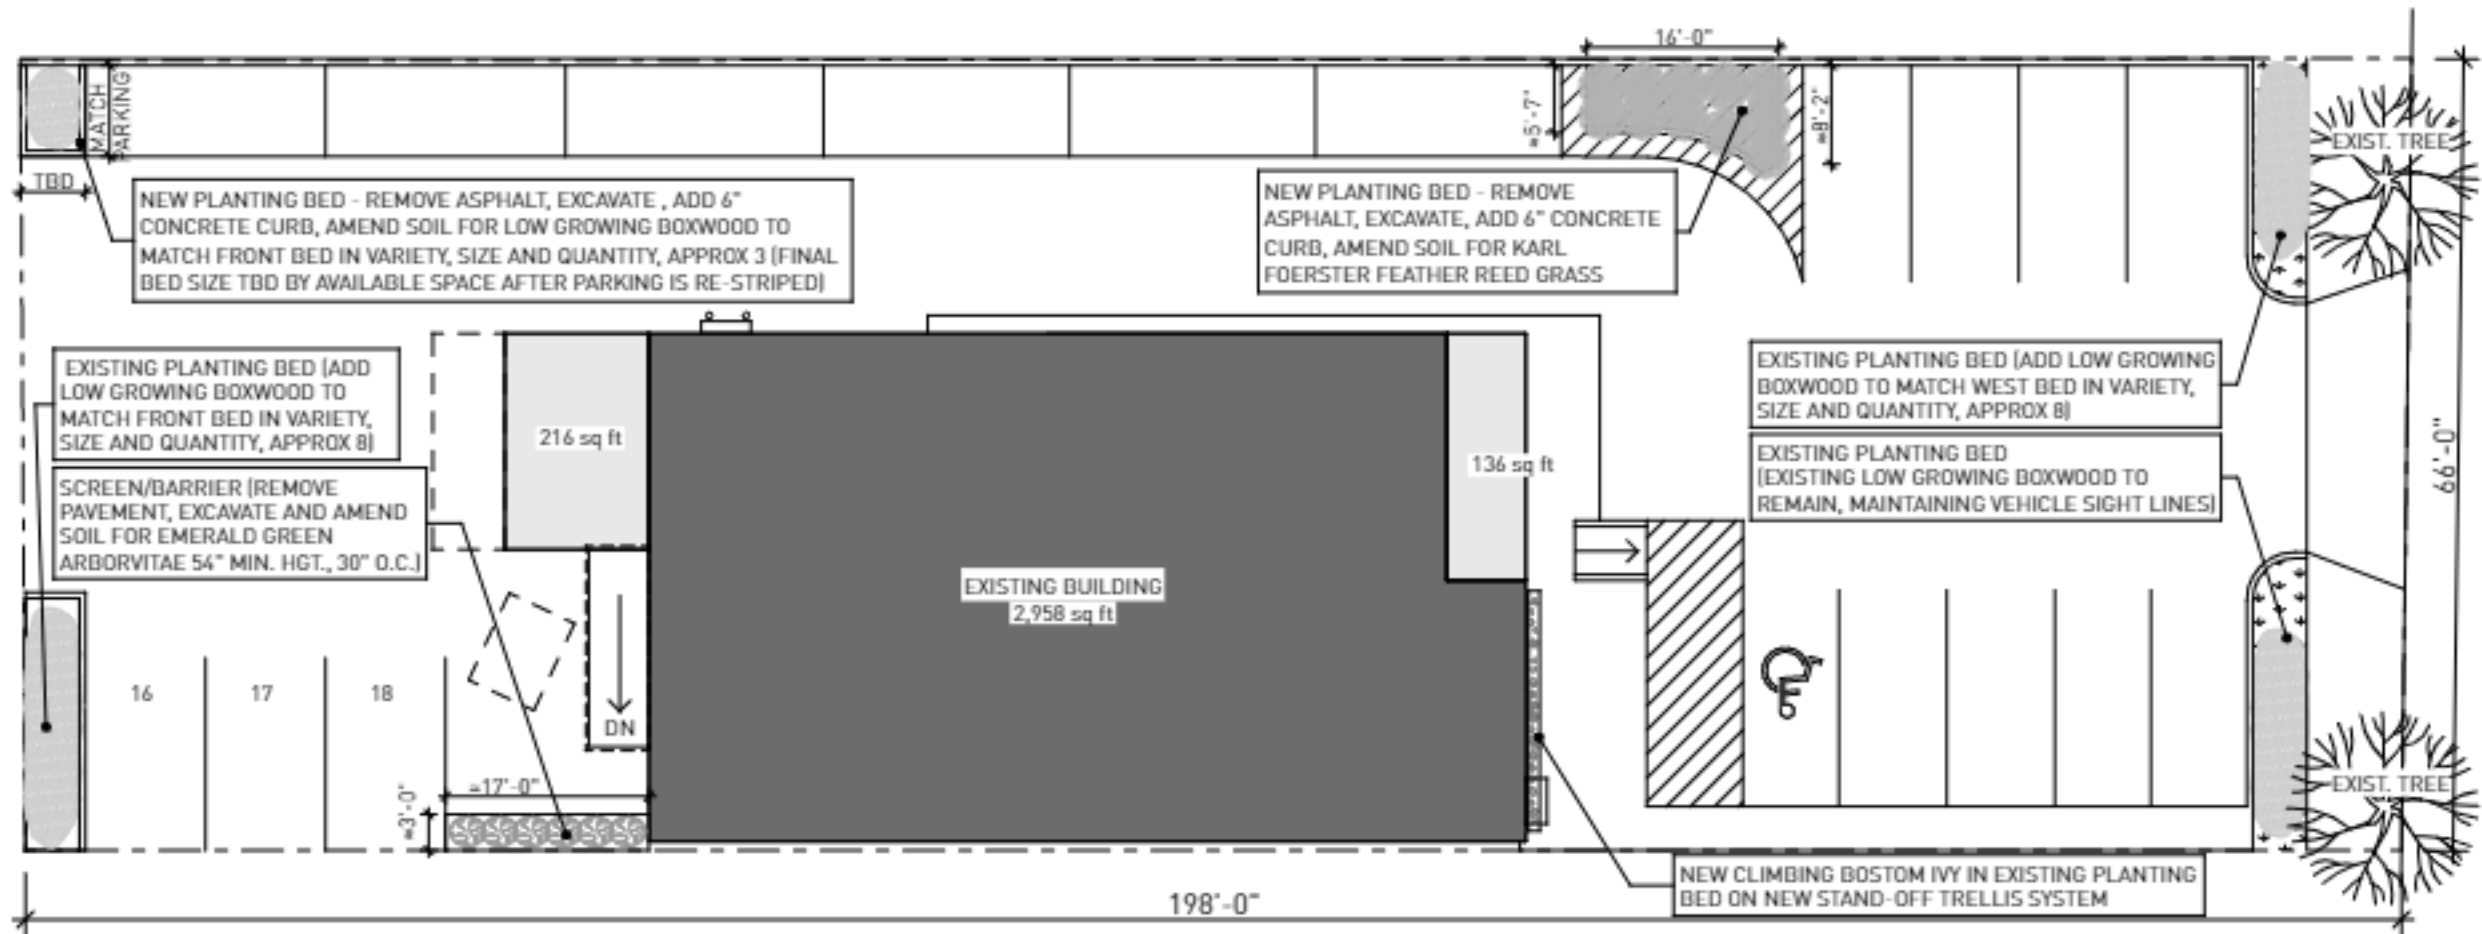 16'-0"
MATCH
PARKING
≈5'-7"
≈8'-2"
EXIST. TREE
TBD
NEW PLANTING BED - REMOVE ASPHALT, EXCAVATE , ADD 6"
CONCRETE CURB, AMEND SOIL FOR LOW GROWING BOXWOOD TO
MATCH FRONT BED IN VARIETY, SIZE AND QUANTITY, APPROX 3 (FINAL
BED SIZE TBD BY AVAILABLE SPACE AFTER PARKING IS RE-STRIPED)
NEW PLANTING BED - REMOVE
ASPHALT, EXCAVATE, ADD 6" CONCRETE
CURB, AMEND SOIL FOR KARL
FOERSTER FEATHER REED GRASS
EXISTING PLANTING BED (ADD
LOW GROWING BOXWOOD TO
MATCH FRONT BED IN VARIETY,
SIZE AND QUANTITY, APPROX 8)
216 sq ft
136 sq ft
EXISTING PLANTING BED (ADD LOW GROWING
BOXWOOD TO MATCH WEST BED IN VARIETY,
SIZE AND QUANTITY, APPROX 8)
EXISTING PLANTING BED
(EXISTING LOW GROWING BOXWOOD TO
REMAIN, MAINTAINING VEHICLE SIGHT LINES)
66'-0"
SCREEN/BARRIER (REMOVE
PAVEMENT, EXCAVATE AND AMEND
SOIL FOR EMERALD GREEN
ARBORVITAE 54" MIN. HGT., 30" O.C.)
EXISTING BUILDING
2,958 sq ft
16
17
18
DN
≈17'-0"
≈3'-0"
EXIST. TREE
NEW CLIMBING BOSTOM IVY IN EXISTING PLANTING
BED ON NEW STAND-OFF TRELLIS SYSTEM
198'-0"